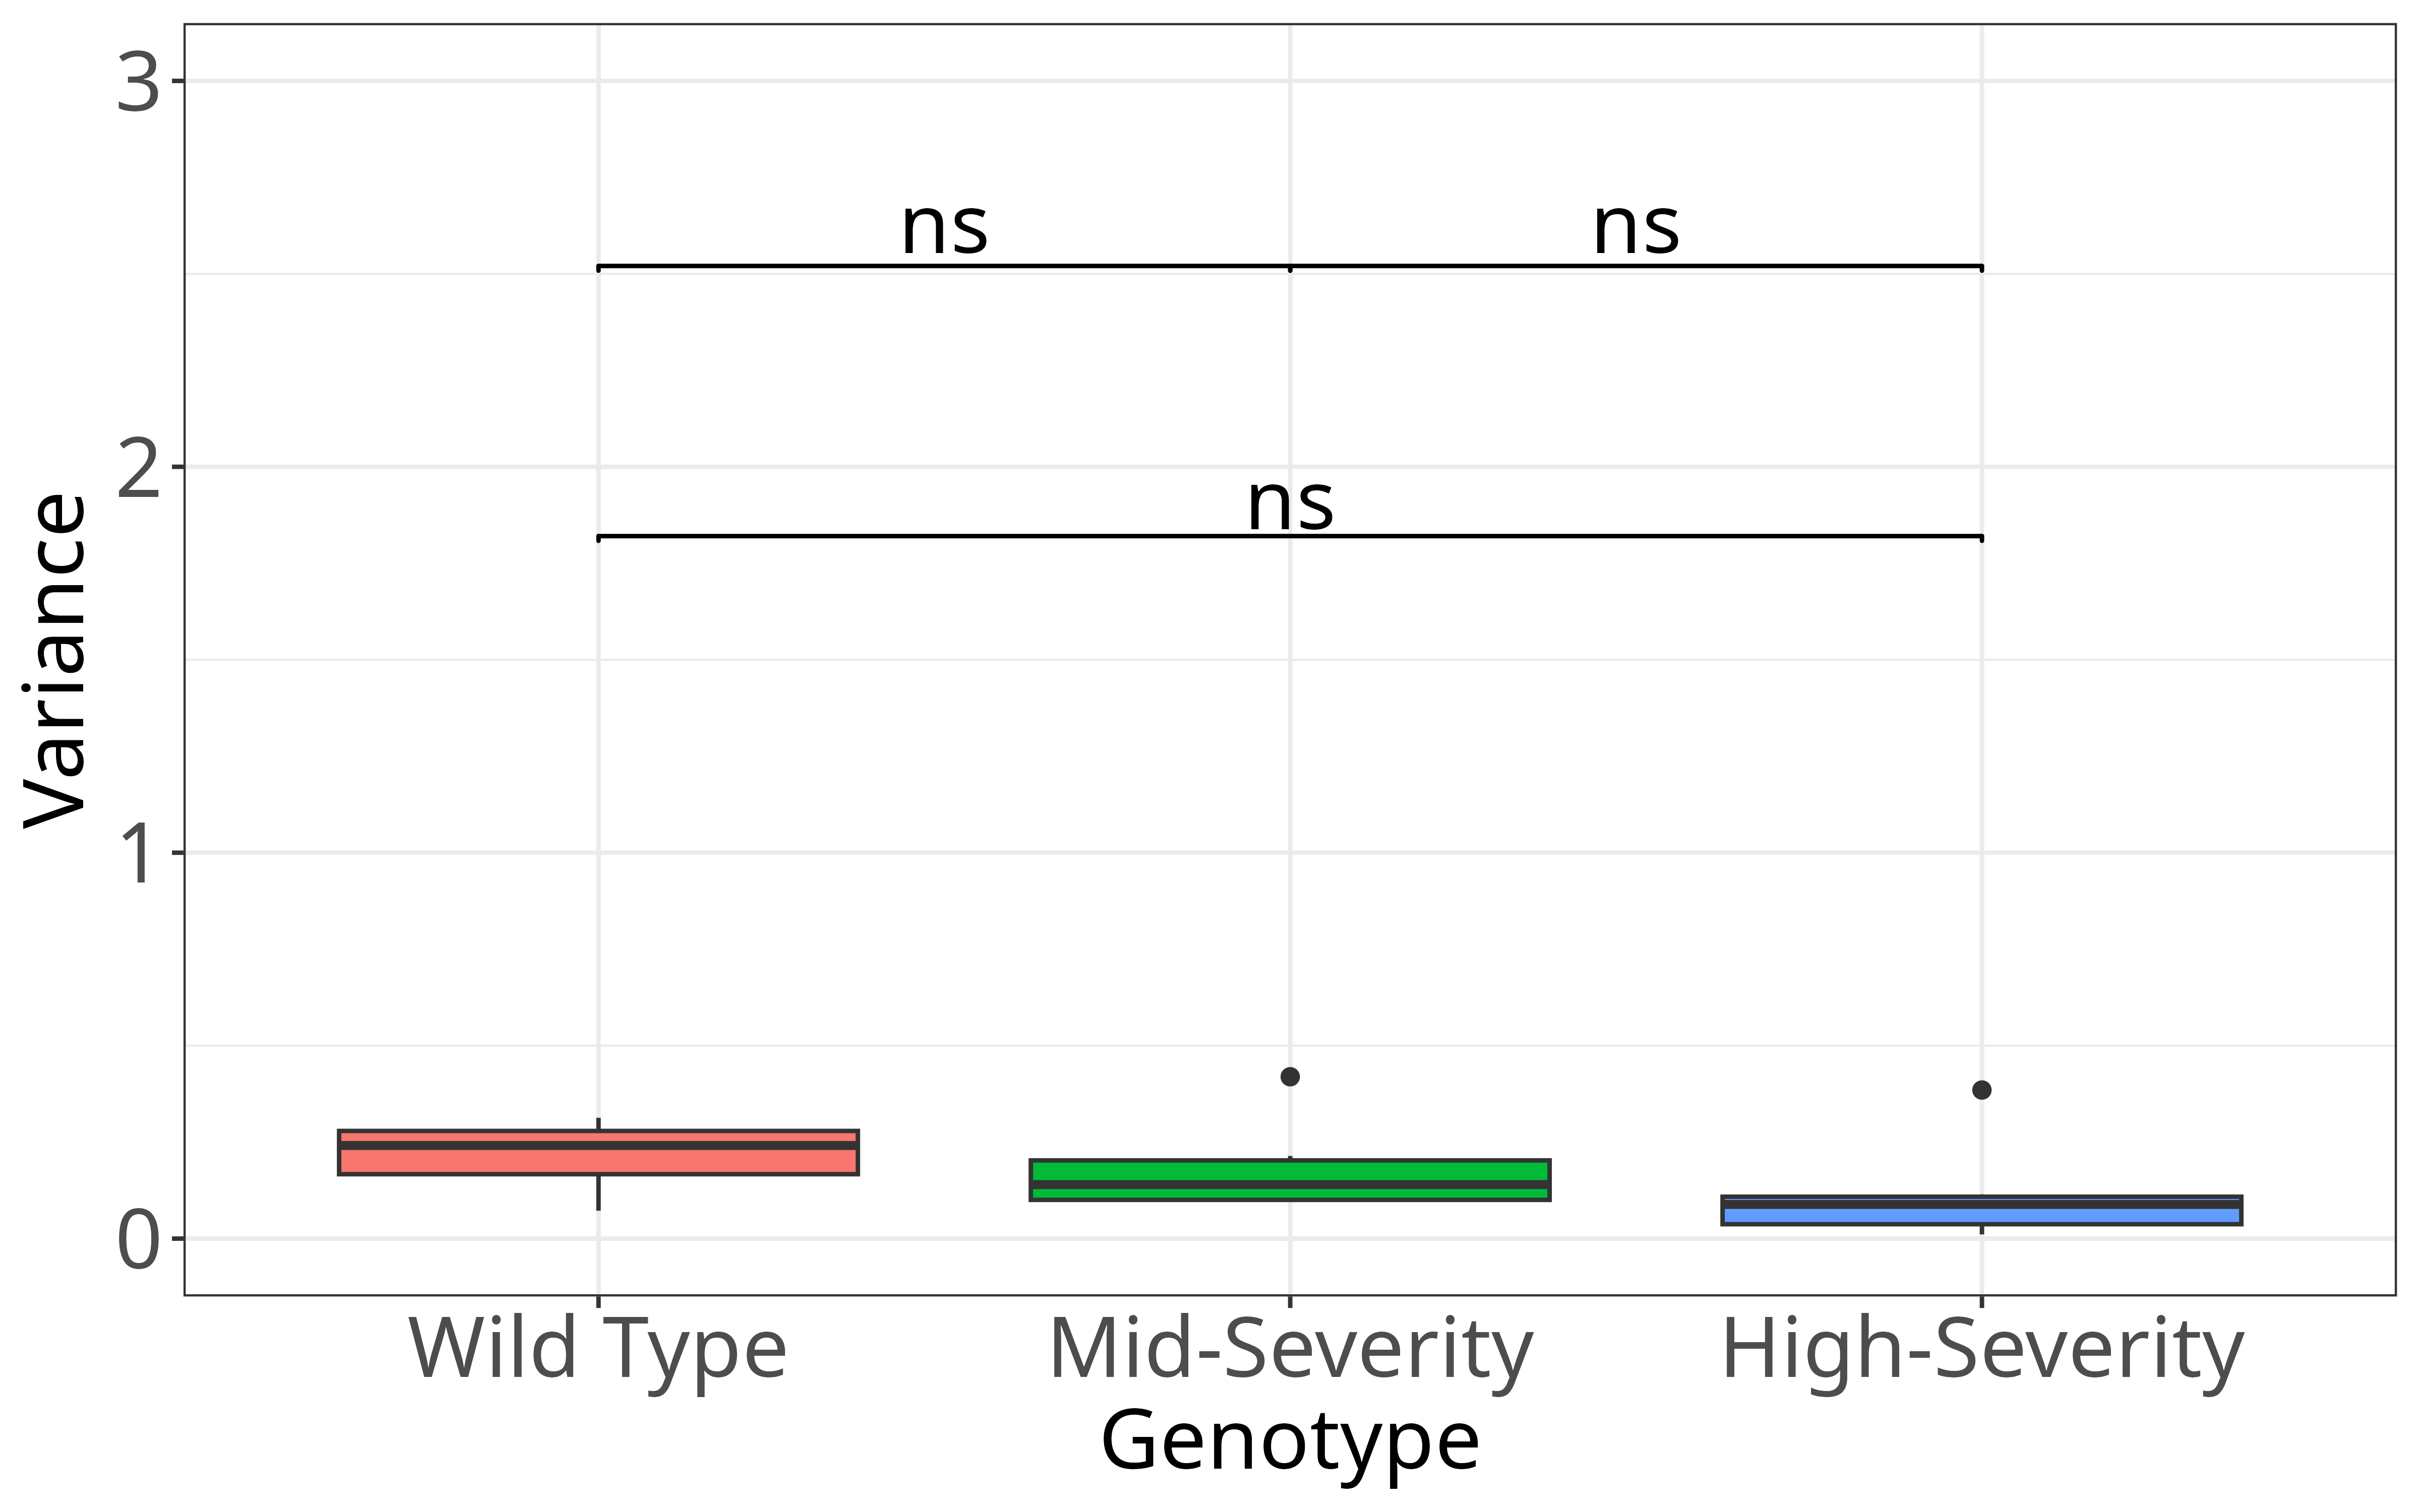 3
ns ns
2
ns
Variance
1
0
Wild Type Mid-Severity High-Severity
Genotype